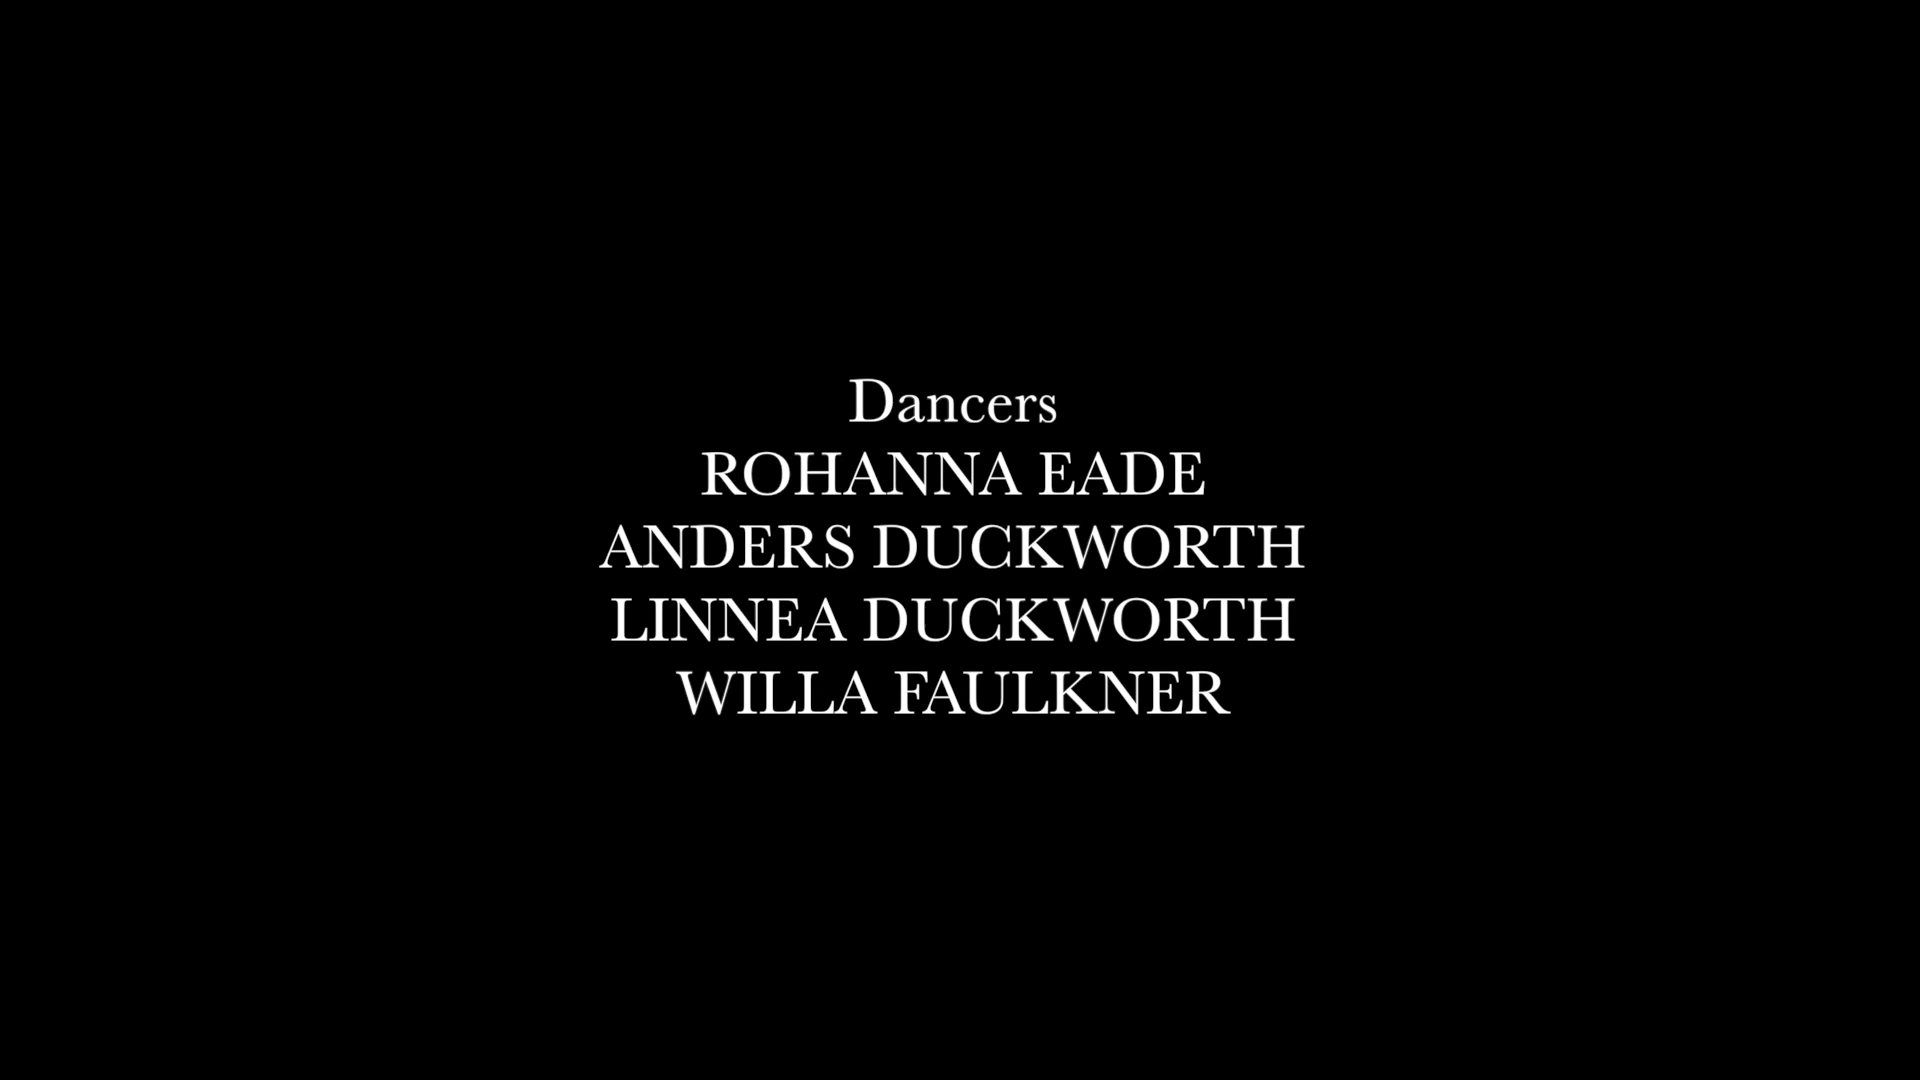 Dancers
ROHANNA EADE
ANDERS DUCKWORTH
LINNEA DUCKWORTH
WILLA FAULKNER